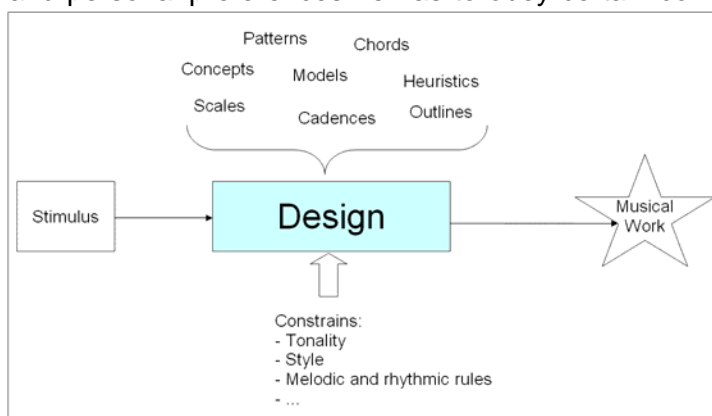 Patterns
Chords
Concepts
Models
Heuristics
Scales
Cadences
Outlines
Stimulus
Design
Musical
Work
Constrains:
- Tonality
- Style
- Melodic and rhythmic rules
- ...